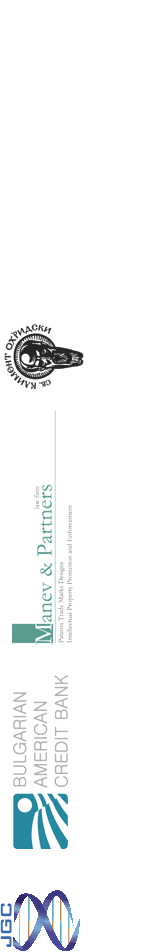 СВ. КЛИМЕНТ ОХРИДСКИ
law firm
Manev & Partners
Patents Trade Marks Designs
Intellectual Property Protection and Enforcement
BULGARIAN
AMERICAN
CREDIT BANK
JGC